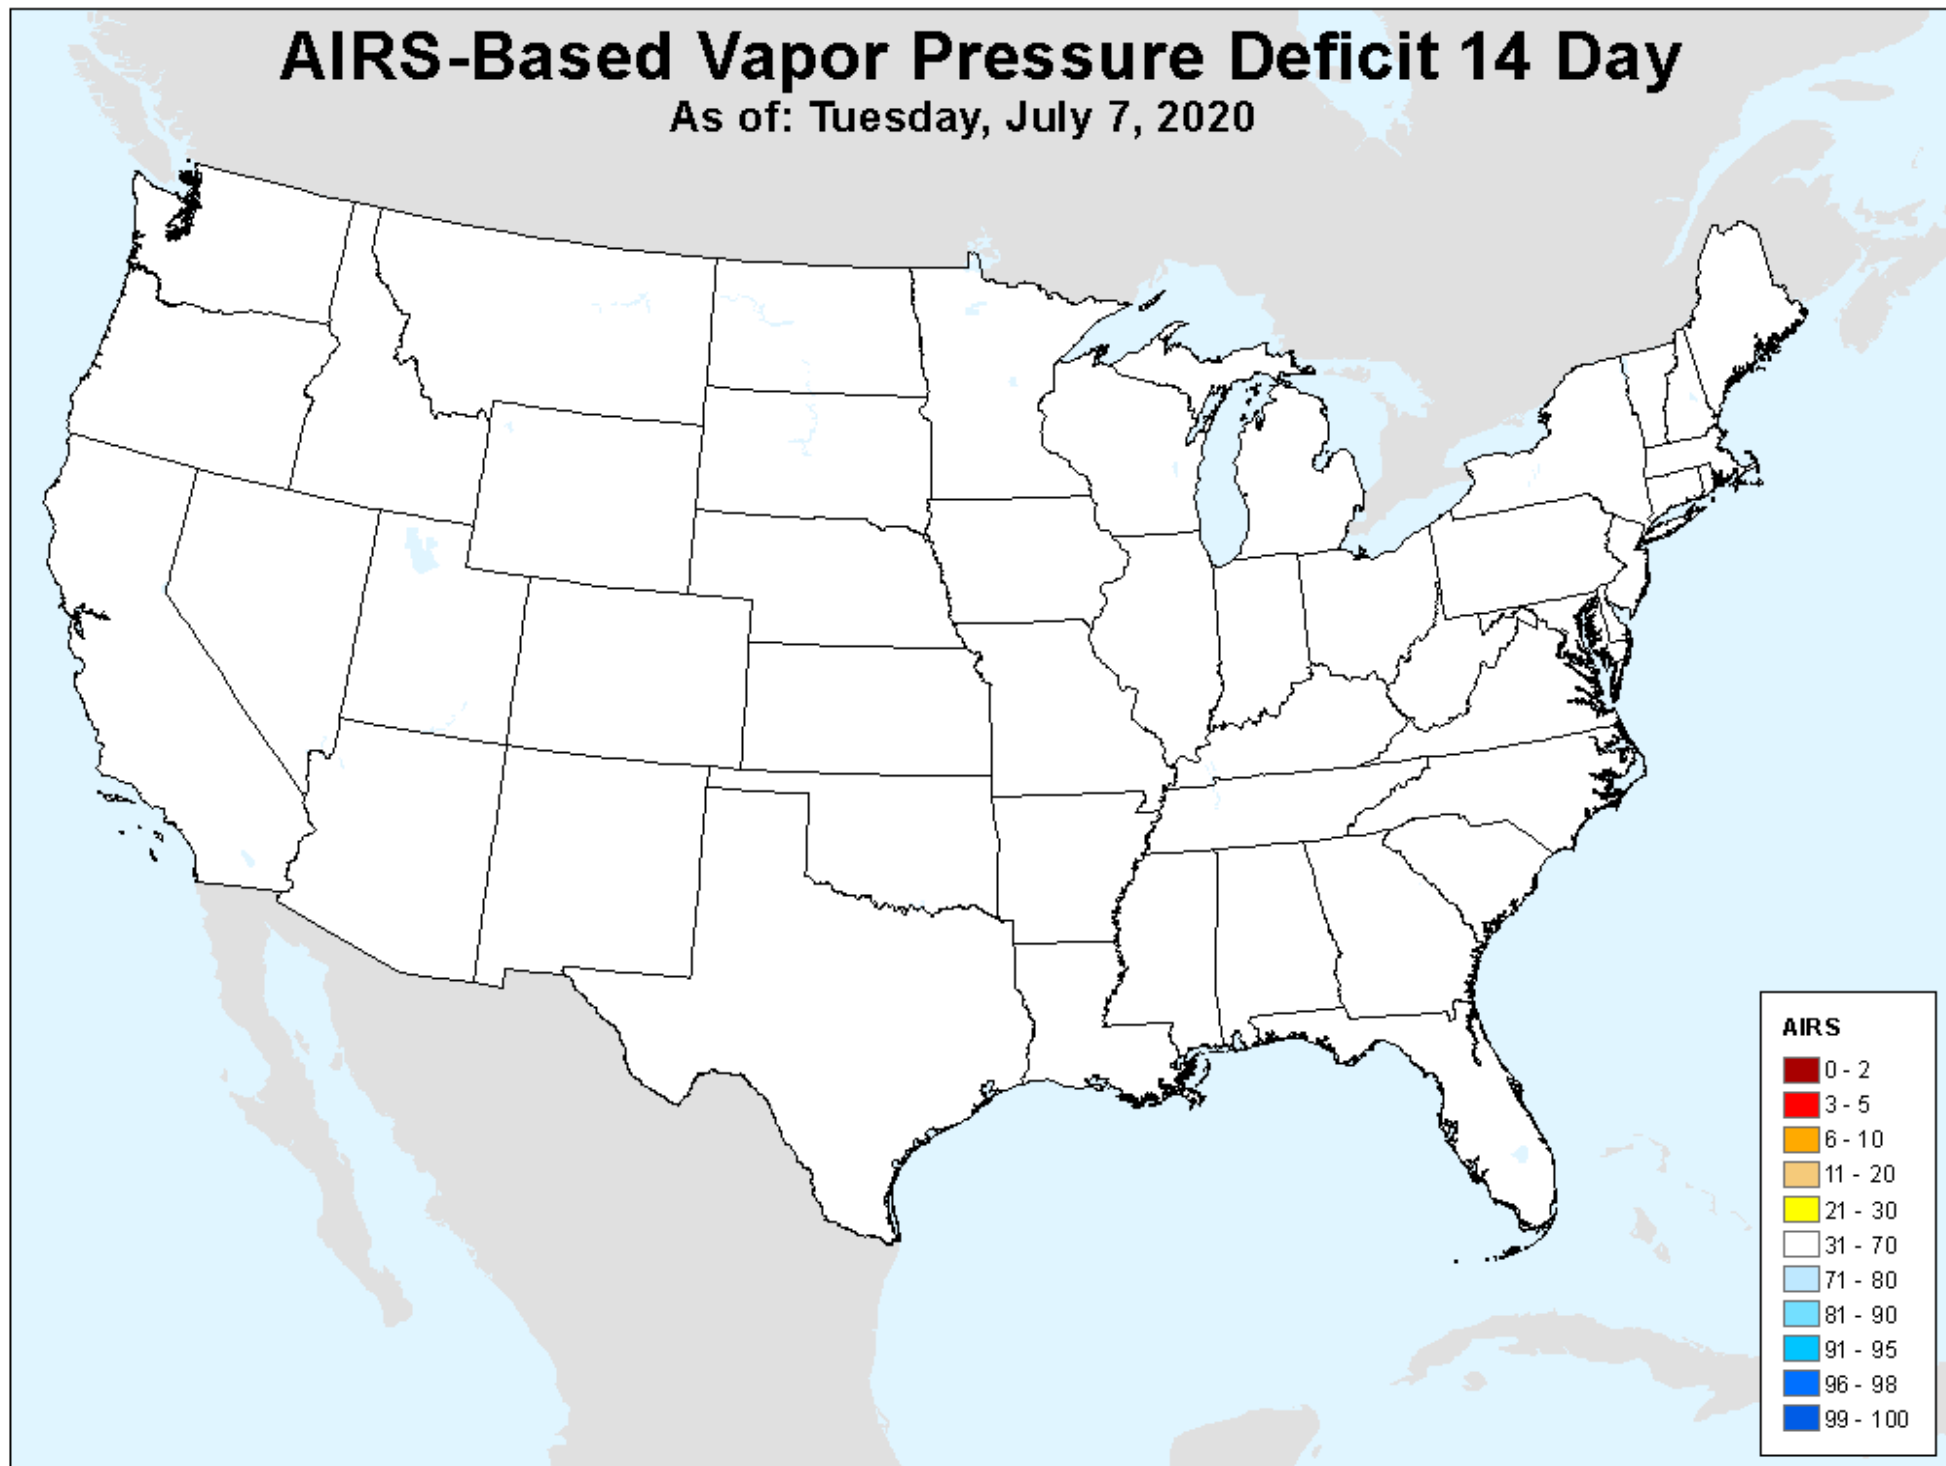 AIRS-Based Vapor Pressure Deficit 14 Day
As of: Tuesday, July 7, 2020
AIRS
0 - 2
3 - 5
6 - 10
11 - 20
21 - 30
31 - 70
71 - 80
81 - 90
91 - 95
96 - 98
99 - 100